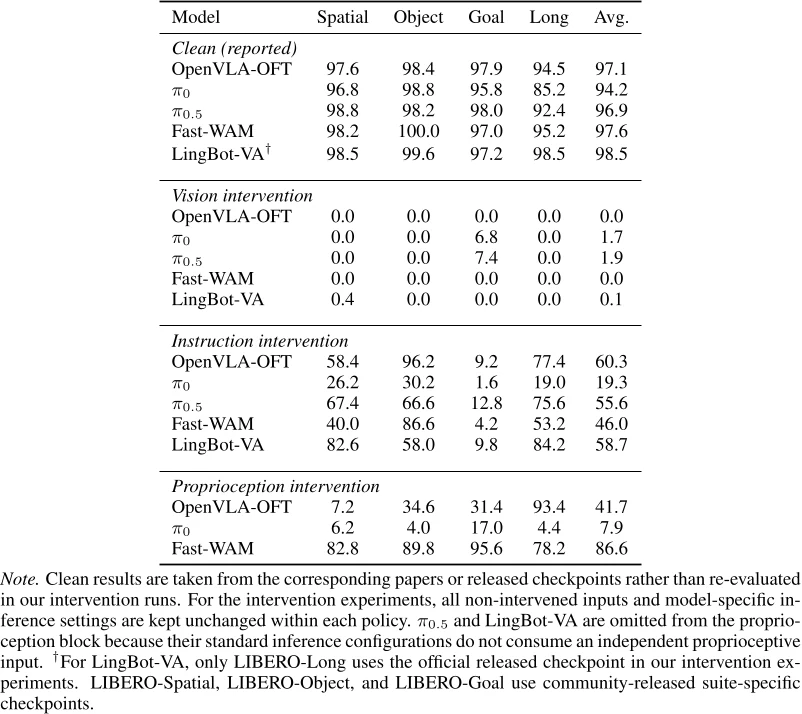 Model Spatial Object Goal Long Avg.
Clean (reported)
OpenVLA-OFT 97.6 98.4 97.9 94.5 97.1
π0 96.8 98.8 95.8 85.2 94.2
π0.5 98.8 98.2 98.0 92.4 96.9
Fast-WAM 98.2 100.0 97.0 95.2 97.6
LingBot-VA† 98.5 99.6 97.2 98.5 98.5
Vision intervention
OpenVLA-OFT 0.0 0.0 0.0 0.0 0.0
π0 0.0 0.0 6.8 0.0 1.7
π0.5 0.0 0.0 7.4 0.0 1.9
Fast-WAM 0.0 0.0 0.0 0.0 0.0
LingBot-VA 0.4 0.0 0.0 0.0 0.1
Instruction intervention
OpenVLA-OFT 58.4 96.2 9.2 77.4 60.3
π0 26.2 30.2 1.6 19.0 19.3
π0.5 67.4 66.6 12.8 75.6 55.6
Fast-WAM 40.0 86.6 4.2 53.2 46.0
LingBot-VA 82.6 58.0 9.8 84.2 58.7
Proprioception intervention
OpenVLA-OFT 7.2 34.6 31.4 93.4 41.7
π0 6.2 4.0 17.0 4.4 7.9
Fast-WAM 82.8 89.8 95.6 78.2 86.6
Note. Clean results are taken from the corresponding papers or released checkpoints rather than re-evaluated
in our intervention runs. For the intervention experiments, all non-intervened inputs and model-specific in-
ference settings are kept unchanged within each policy. π0.5 and LingBot-VA are omitted from the proprio-
ception block because their standard inference configurations do not consume an independent proprioceptive
input. †For LingBot-VA, only LIBERO-Long uses the official released checkpoint in our intervention ex-
periments. LIBERO-Spatial, LIBERO-Object, and LIBERO-Goal use community-released suite-specific
checkpoints.